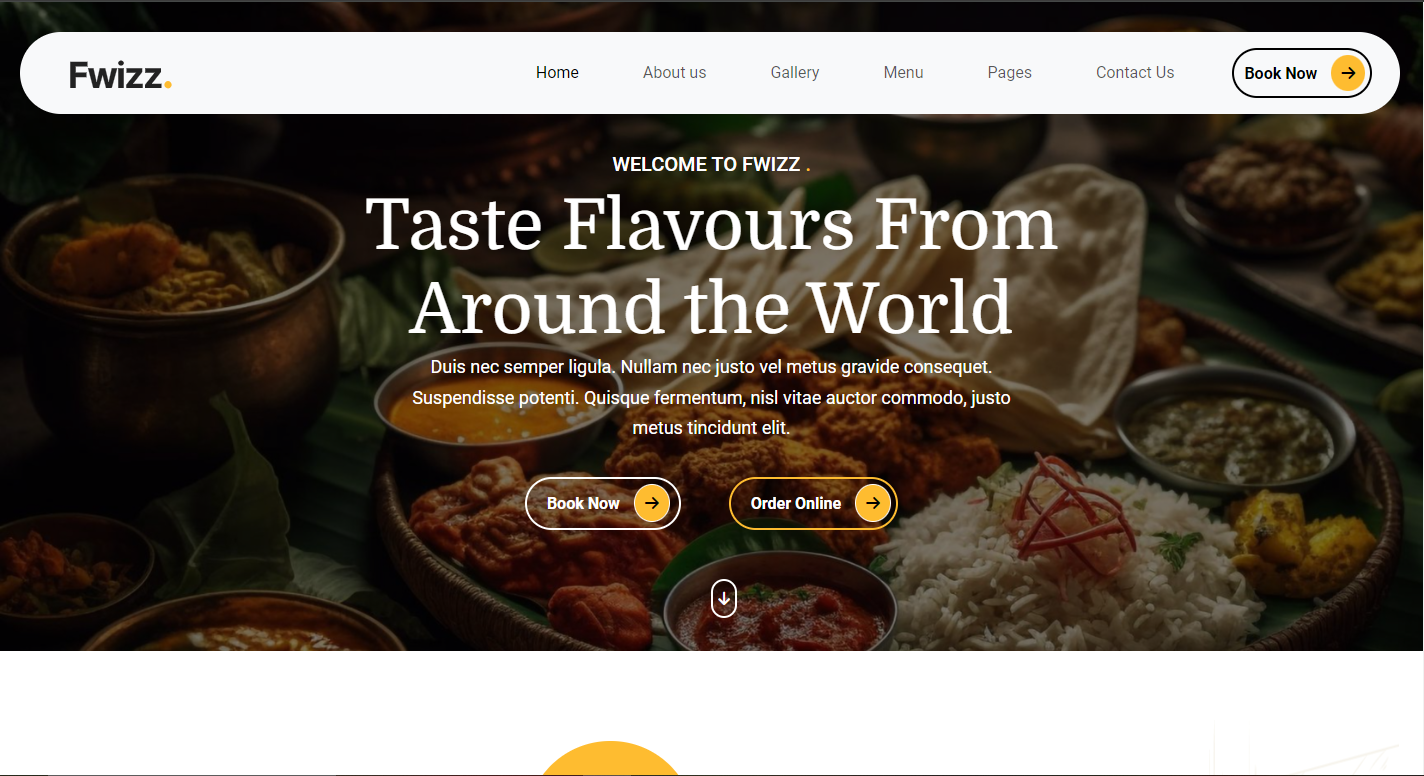 Fwizz.
Home
About us
Gallery
Menu
Pages
Contact Us
Book Now
WELCOME TO FWIZZ .
Taste Flavours From
Around the World
Duis nec semper ligula. Nullam nec justo vel metus gravide consequet.
Suspendisse potenti. Quisque fermentum, nisl vitae auctor commodo, justo
metus tincidunt elit.
Book Now
Order Online